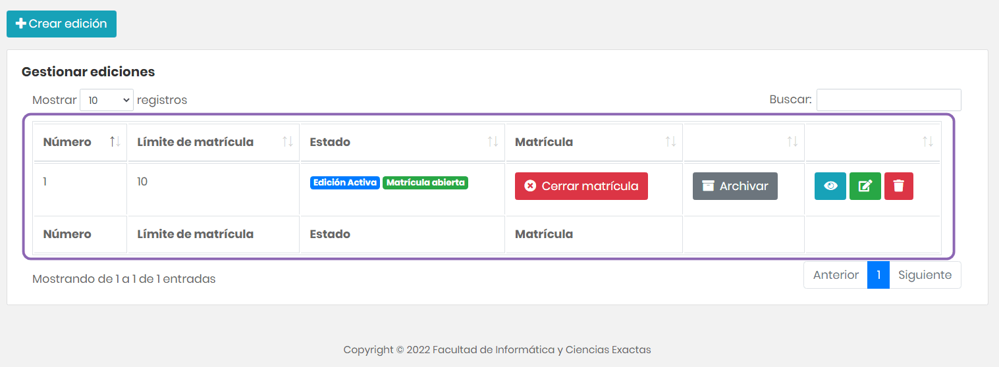 Crear edición
Gestionar ediciones
Mostrar 10 registros Buscar:
Número Límite de matrícula Estado Matrícula
1 10 Edición Activa Matrícula abierta Cerrar matrícula Archivar
Número Límite de matrícula Estado Matrícula
Mostrando de 1 a 1 de 1 entradas Anterior 1 Siguiente
Copyright © 2022 Facultad de Informática y Ciencias Exactas